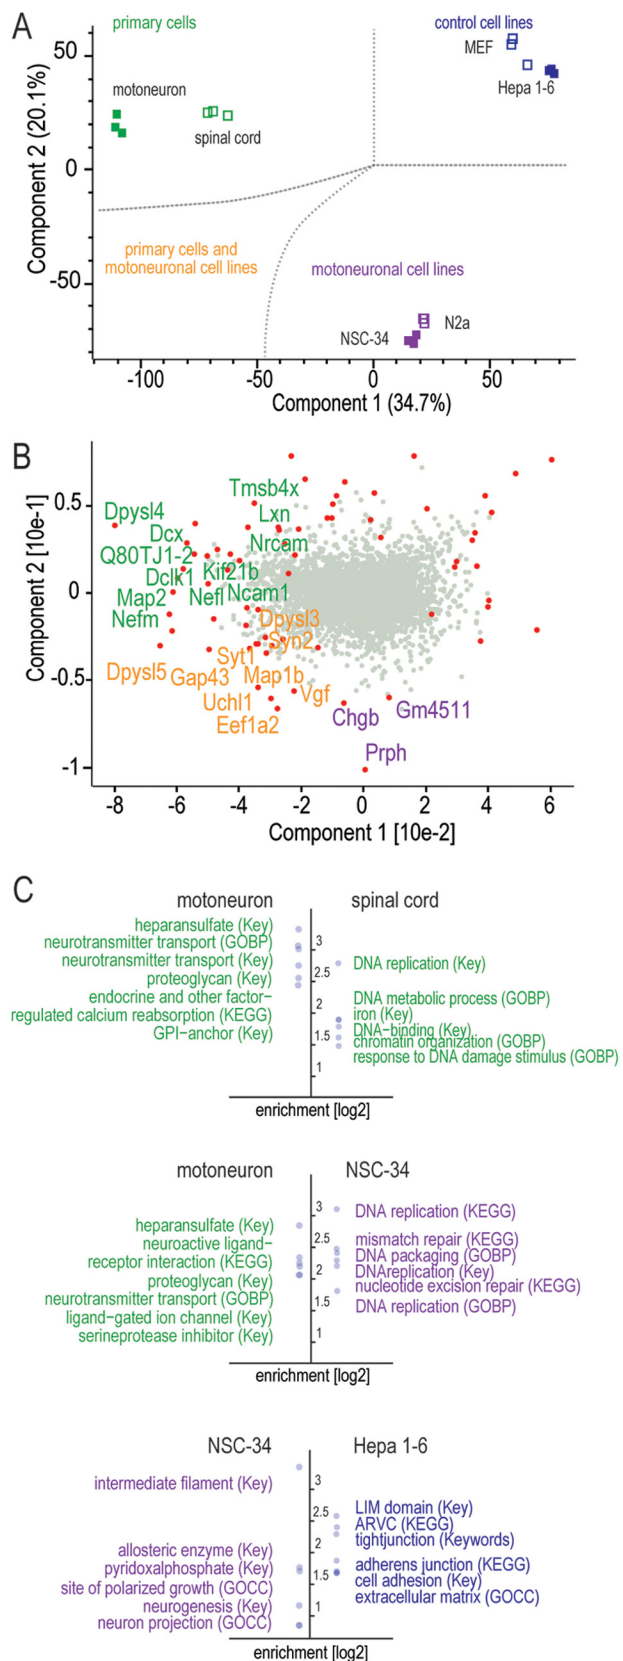 A
primary cells
control cell lines
MEF
Hepa 1-6
motoneuron
spinal cord
primary cells and
motoneuronal cell lines
motoneuronal cell lines
NSC-34
N2a
Component 2 (20.1%)
50
0
-50
-100
-50
0
50
Component 1 (34.7%)
B
Component 2 [10e-1]
0.5
0
-0.5
-1
Tmsb4x
Dpysl4
Lxn
Dcx
Nrcam
Q80TJ1-2
Kif21b
Dclk1
Map2
Nefl
Ncam1
Nefm
Dpysl3
Syn2
Syt1
Dpysl5
Gap43
Map1b
Uchl1
Vgf
Eef1a2
Chgb
Gm4511
Prph
-8
-6
-4
-2
0
2
4
6
Component 1 [10e-2]
C
motoneuron
spinal cord
heparansulfate (Key)
neurotransmitter transport (GOBP)
neurotransmitter transport (Key)
proteoglycan (Key)
endocrine and other factor-
regulated calcium reabsorption (KEGG)
GPI-anchor (Key)
3
2.5
2
1.5
1
DNA replication (Key)
DNA metabolic process (GOBP)
iron (Key)
DNA-binding (Key)
chromatin organization (GOBP)
response to DNA damage stimulus (GOBP)
enrichment [log2]
motoneuron
NSC-34
heparansulfate (Key)
neuroactive ligand-
receptor interaction (KEGG)
proteoglycan (Key)
neurotransmitter transport (GOBP)
ligand-gated ion channel (Key)
serineprotease inhibitor (Key)
3
2.5
2
1.5
1
DNA replication (KEGG)
mismatch repair (KEGG)
DNA packaging (GOBP)
DNAreplication (Key)
nucleotide excision repair (KEGG)
DNA replication (GOBP)
enrichment [log2]
NSC-34
Hepa 1-6
intermediate filament (Key)
allosteric enzyme (Key)
pyridoxalphosphate (Key)
site of polarized growth (GOCC)
neurogenesis (Key)
neuron projection (GOCC)
3
2.5
2
1.5
1
LIM domain (Key)
ARVC (KEGG)
tightjunction (Keywords)
adherens junction (KEGG)
cell adhesion (Key)
extracellular matrix (GOCC)
enrichment [log2]